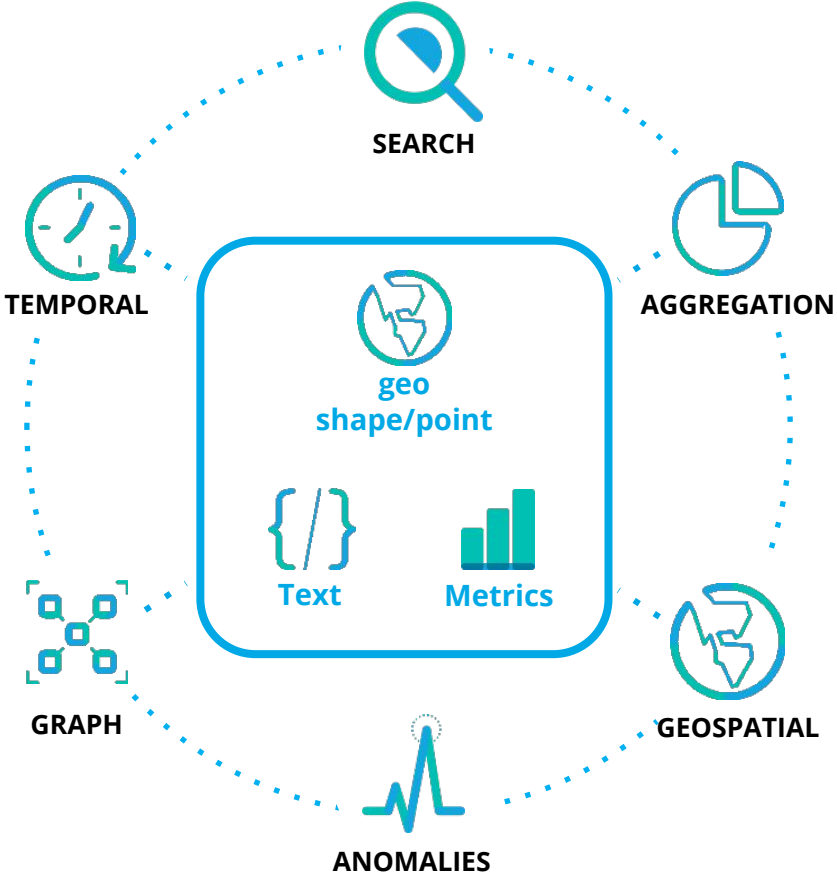 SEARCH
TEMPORAL
AGGREGATION
geo
shape/point
Text
Metrics
GRAPH
GEOSPATIAL
ANOMALIES